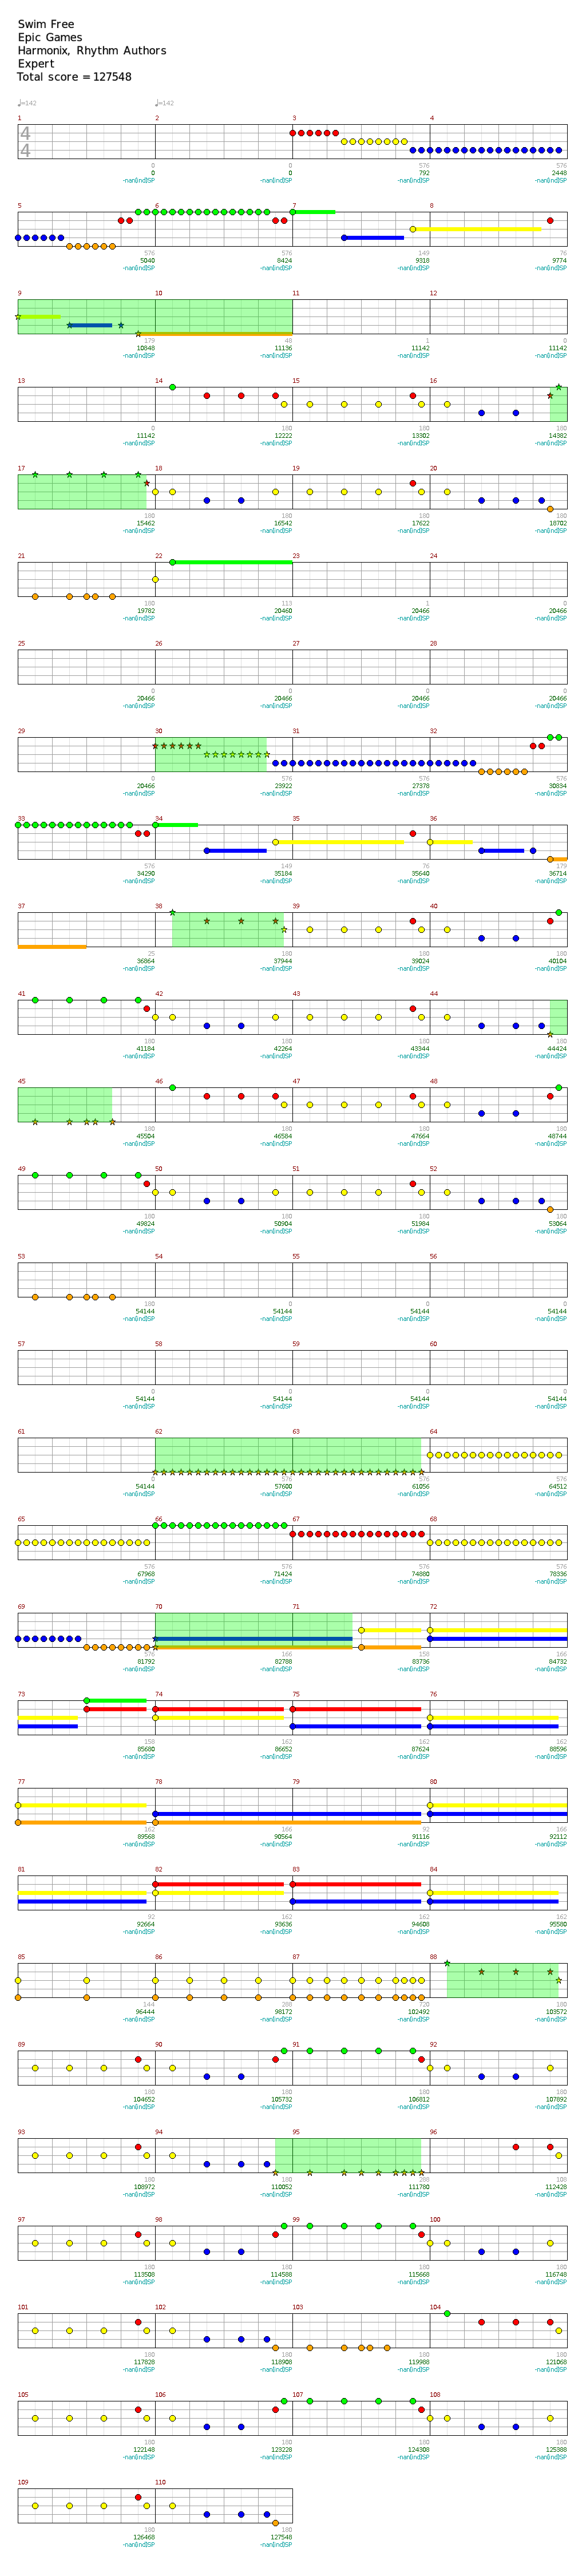 Swim Free
Epic Games
Harmonix, Rhythm Authors
Expert
Total score = 127548
♩=142 ♩=142
1 2 3 4
4
4
0 0 576 576
0 0 792 2448
-nan(ind)SP -nan(ind)SP -nan(ind)SP -nan(ind)SP
5 6 7 8
576 576 149 76
5040 8424 9318 9774
-nan(ind)SP -nan(ind)SP -nan(ind)SP -nan(ind)SP
9 10 11 12
179 48 1 0
10848 11136 11142 11142
-nan(ind)SP -nan(ind)SP -nan(ind)SP -nan(ind)SP
13 14 15 16
180 180 180
11142 12222 13302 14382
-nan(ind)SP -nan(ind)SP -nan(ind)SP -nan(ind)SP
17 18 19 20
180 180 180 180
15462 16542 17622 18702
-nan(ind)SP -nan(ind)SP -nan(ind)SP -nan(ind)SP
21 22 23 24
180 113 1 0
19782 20460 20466 20466
-nan(ind)SP -nan(ind)SP -nan(ind)SP -nan(ind)SP
25 26 27 28
0 0 0 0
20466 20466 20466 20466
-nan(ind)SP -nan(ind)SP -nan(ind)SP -nan(ind)SP
29 30 31 32
0 576 576 576
20466 23922 27378 30834
-nan(ind)SP -nan(ind)SP -nan(ind)SP -nan(ind)SP
33 34 35 36
576 149 76 179
34290 35184 35640 36714
-nan(ind)SP -nan(ind)SP -nan(ind)SP -nan(ind)SP
37 38 39 40
25 180 180 180
36864 37944 39024 40104
-nan(ind)SP -nan(ind)SP -nan(ind)SP -nan(ind)SP
41 42 43 44
180 180 180 180
41184 42264 43344 44424
-nan(ind)SP -nan(ind)SP -nan(ind)SP -nan(ind)SP
45 46 47 48
180 180 180 180
45504 46584 47664 48744
-nan(ind)SP -nan(ind)SP -nan(ind)SP -nan(ind)SP
49 50 51 52
180 180 180 180
49824 50904 51984 53064
-nan(ind)SP -nan(ind)SP -nan(ind)SP -nan(ind)SP
53 54 55 56
180 0 0 0
54144 54144 54144 54144
-nan(ind)SP -nan(ind)SP -nan(ind)SP -nan(ind)SP
57 58 59 60
0 0 0 0
54144 54144 54144 54144
-nan(ind)SP -nan(ind)SP -nan(ind)SP -nan(ind)SP
61 62 63 64
0 576 576 576
54144 57600 61056 64512
-nan(ind)SP -nan(ind)SP -nan(ind)SP -nan(ind)SP
65 66 67 68
576 576 576 576
67968 71424 74880 78336
-nan(ind)SP -nan(ind)SP -nan(ind)SP -nan(ind)SP
69 70 71 72
576 166 158 166
81792 82788 83736 84732
-nan(ind)SP -nan(ind)SP -nan(ind)SP -nan(ind)SP
73 74 75 76
158 162 162 162
85680 86652 87624 88596
-nan(ind)SP -nan(ind)SP -nan(ind)SP -nan(ind)SP
77 78 79 80
162 166 92 166
89568 90564 91116 92112
-nan(ind)SP -nan(ind)SP -nan(ind)SP -nan(ind)SP
81 82 83 84
92 162 162 162
92664 93636 94608 95580
-nan(ind)SP -nan(ind)SP -nan(ind)SP -nan(ind)SP
85 86 87 88
144 288 720 180
96444 98172 102492 103572
-nan(ind)SP -nan(ind)SP -nan(ind)SP -nan(ind)SP
89 90 91 92
180 180 180 180
104652 105732 106812 107892
-nan(ind)SP -nan(ind)SP -nan(ind)SP -nan(ind)SP
93 94 95 96
180 180 288 108
108972 110052 111780 112428
-nan(ind)SP -nan(ind)SP -nan(ind)SP -nan(ind)SP
97 98 99 100
180 180 180 180
113508 114588 115668 116748
-nan(ind)SP -nan(ind)SP -nan(ind)SP -nan(ind)SP
101 102 103 104
180 180 180 180
117828 118908 119988 121068
-nan(ind)SP -nan(ind)SP -nan(ind)SP -nan(ind)SP
105 106 107 108
180 180 180 180
122148 123228 124308 125388
-nan(ind)SP -nan(ind)SP -nan(ind)SP -nan(ind)SP
109 110
180 180
126468 127548
-nan(ind)SP -nan(ind)SP